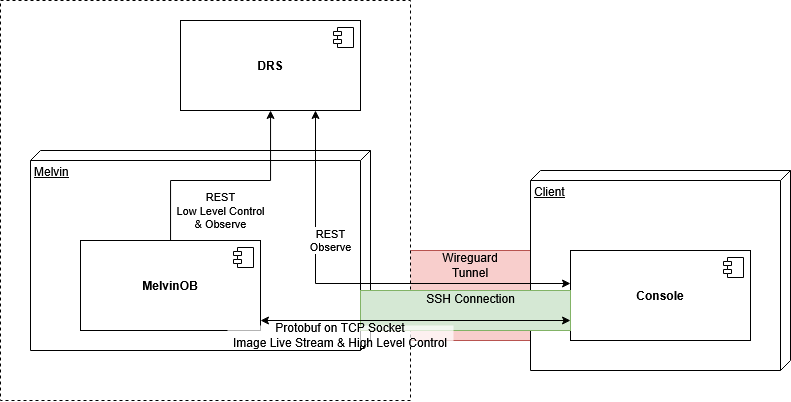 DRS
Melvin
Client
REST
Low Level Control
& Observe
REST
Observe
Wireguard
Tunnel
MelvinOB
SSH Connection
Console
Protobuf on TCP Socket
Image Live Stream & High Level Control